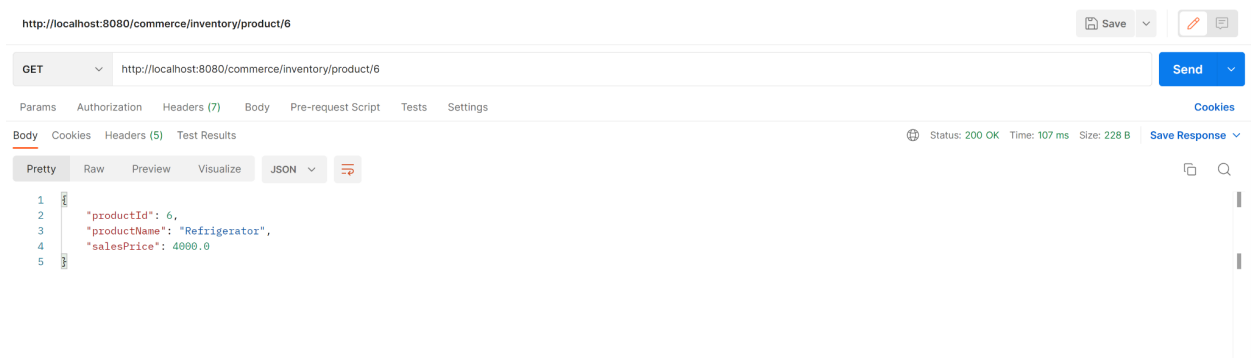 http://localhost:8080/commerce/inventory/product/6 Save
GET http://localhost:8080/commerce/inventory/product/6 Send
Params Authorization Headers (7) Body Pre-request Script Tests Settings Cookies
Body Cookies Headers (5) Test Results Status: 200 OK Time: 107 ms Size: 228 B Save Response
Pretty Raw Preview Visualize JSON
1 {
2 "productId": 6,
3 "productName": "Refrigerator",
4 "salesPrice": 4000.0
5 }